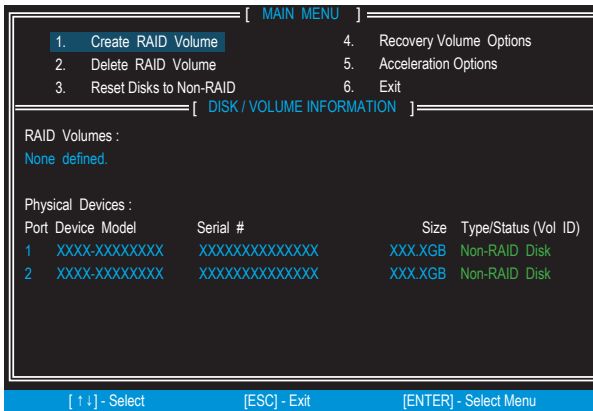 [ MAIN MENU ]
1. Create RAID Volume 4. Recovery Volume Options
2. Delete RAID Volume 5. Acceleration Options
3. Reset Disks to Non-RAID 6. Exit
[ DISK / VOLUME INFORMATION ]
RAID Volumes :
None defined.
Physical Devices :
Port Device Model Serial # Size Type/Status (Vol ID)
1 XXXX-XXXXXXXX XXXXXXXXXXXXXX XXX.XGB Non-RAID Disk
2 XXXX-XXXXXXXX XXXXXXXXXXXXXX XXX.XGB Non-RAID Disk
[ ↑↓] - Select [ESC] - Exit [ENTER] - Select Menu